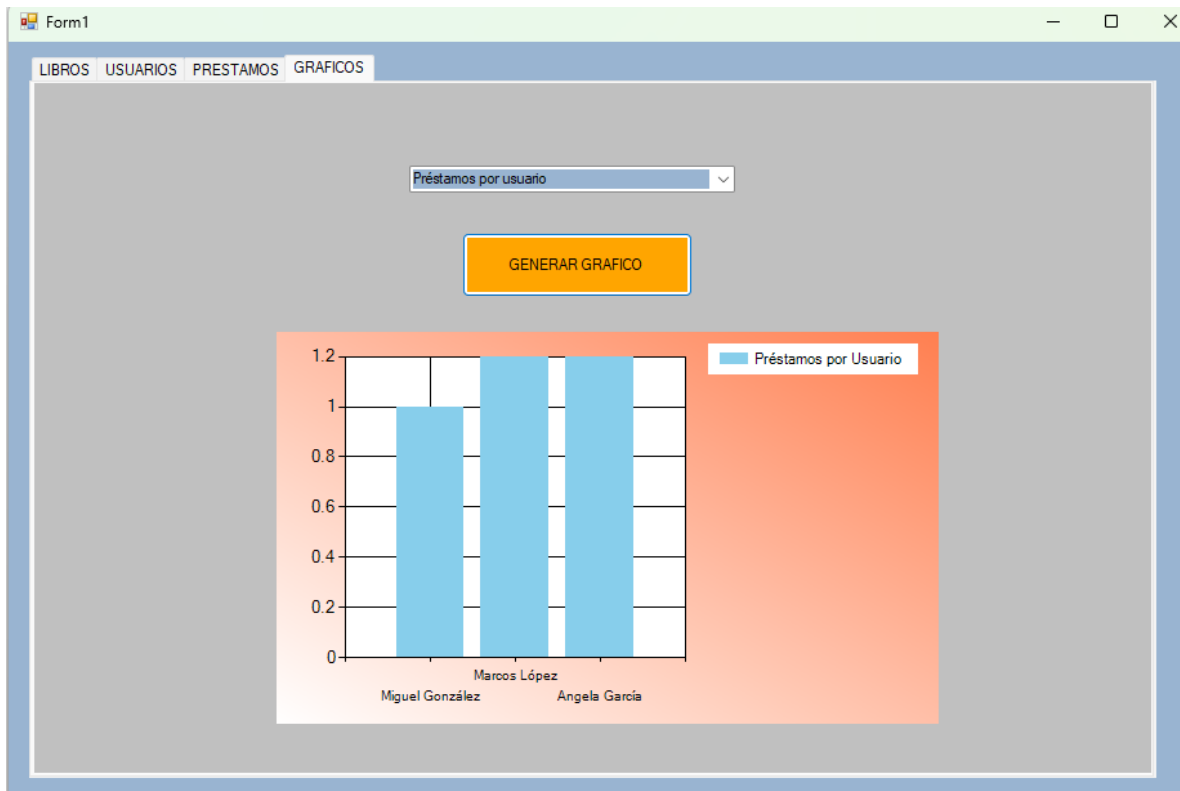 Form1
LIBROS USUARIOS PRESTAMOS GRAFICOS
Préstamos por usuario
GENERAR GRAFICO
Préstamos por Usuario
1.2
1
0.8
0.6
0.4
0.2
0
Marcos López
Miguel González Angela García